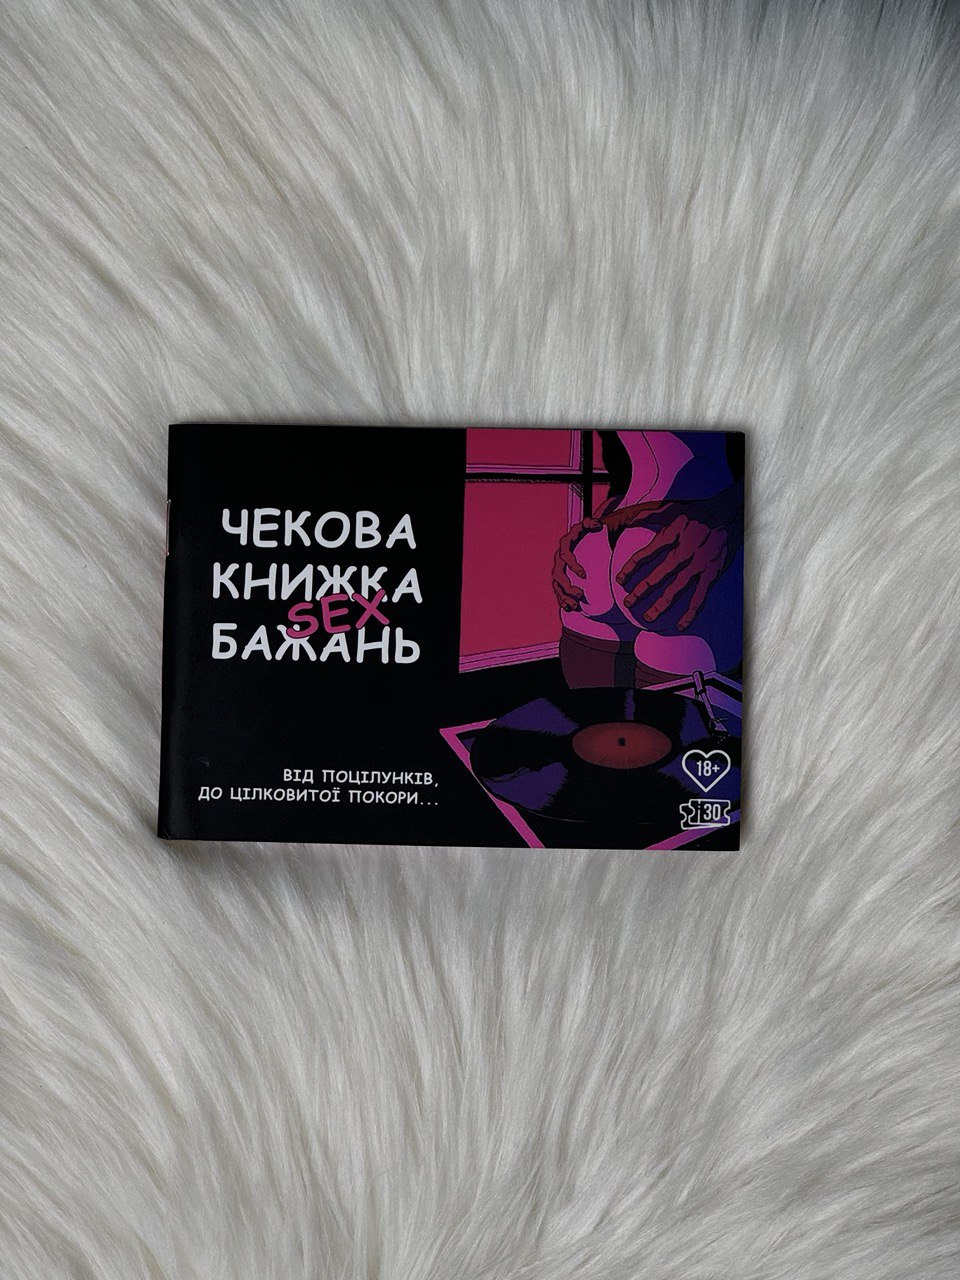 ЧЕКОВА
КНИЖКА
SEX
БАЖАНЬ
ВІД ПОЦІЛУНКІВ,
ДО ЦІЛКОВИТОЇ ПОКОРИ...
18+
30